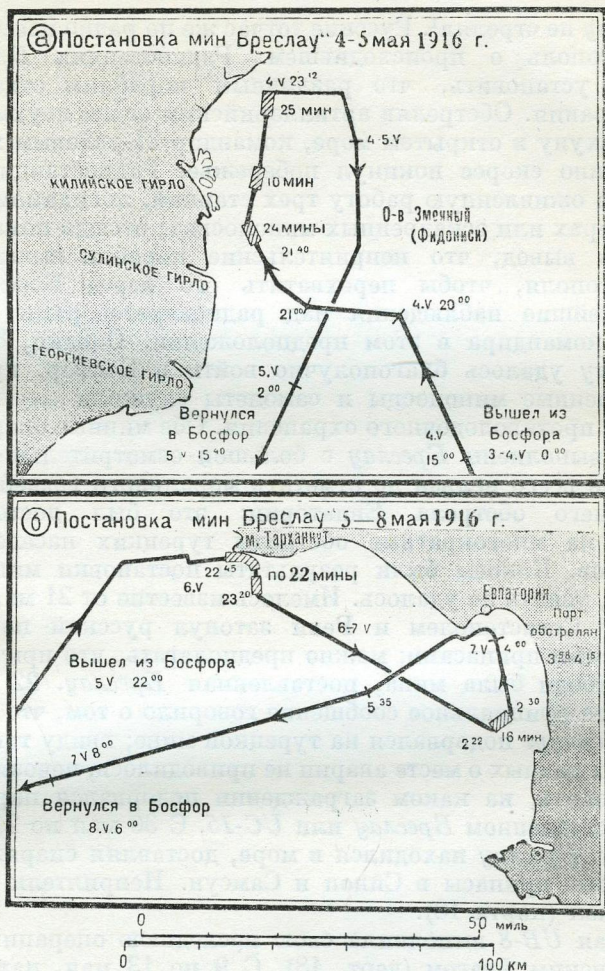 а Постановка мин Бреслау 4-5 мая 1916 г.
4 V 23 12
25 мин
4-5.V
КИЛИЙСКОЕ ГИРЛО
10 мин
О-в Змеиный
(Фидониси)
24 мины
21 40
СУЛИНСКОЕ ГИРЛО
21 00
4.V 20 00
ГЕОРГИЕВСКОЕ ГИРЛО
5.V
2 00
Вернулся
в Босфор
15 40
4.V
15 00
Вышел из
Босфора
3-4.V 0 00
б Постановка мин Бреслау 5–8 мая 1916 г.
м. Тарханкут
22 45
6.V
по 22 мины
23 20
Евпатория
6-7 V
Порт
обстрелян
7.V 4 00
3 58 4 15
Вышел из Босфора
5 V 22 00
5 35
2 30
2 22
16 мин
7 V 8 00
Вернулся в Босфор
8.V.6 00
0
50 миль
0
100 км